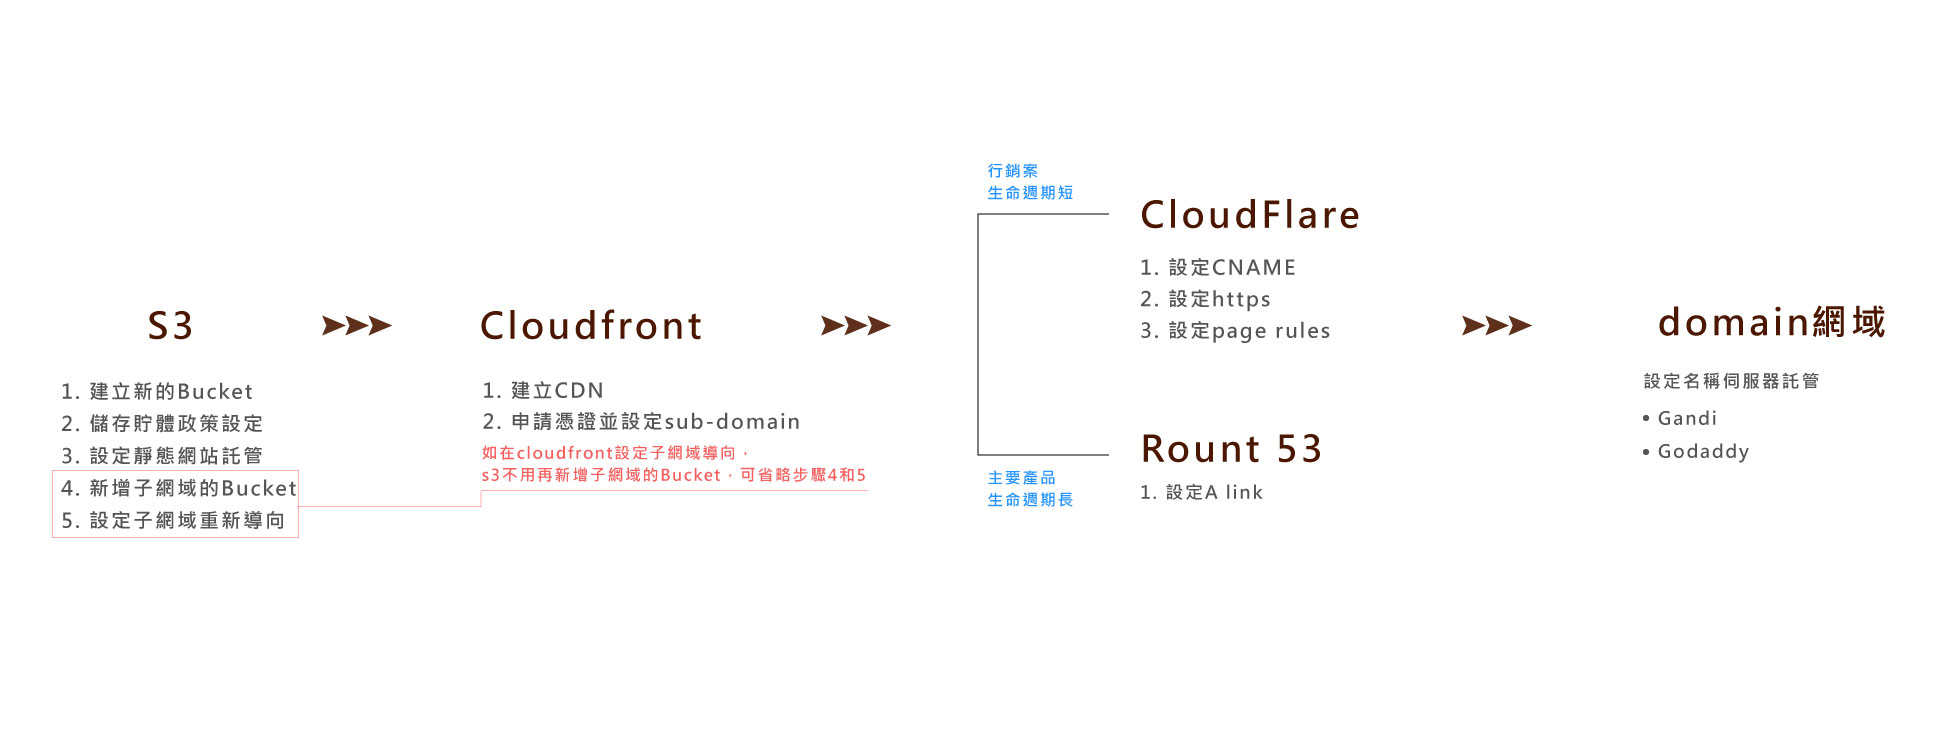 S3
1. 建立新的Bucket
2. 儲存貯體政策設定
3. 設定靜態網站託管
4. 新增子網域的Bucket
5. 設定子網域重新導向
Cloudfront
1. 建立CDN
2. 申請憑證並設定sub-domain
如在cloudfront設定子網域導向，
s3不用再新增子網域的Bucket，可省略步驟4和5
行銷案
生命週期短
CloudFlare
1. 設定CNAME
2. 設定https
3. 設定page rules
Rount 53
主要產品
生命週期長
1. 設定A link
domain網域
設定名稱伺服器託管
• Gandi
• Godaddy